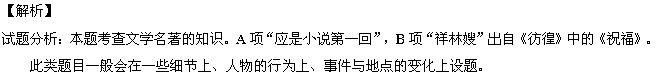 【解析】
试题分析：本题考查文学名著的知识。A 项“应是小说第一回”，B 项“祥林嫂”出自《彷徨》中的《祝福》。
此类题目一般会在一些细节上、人物的行为上、事件与地点的变化上设题。